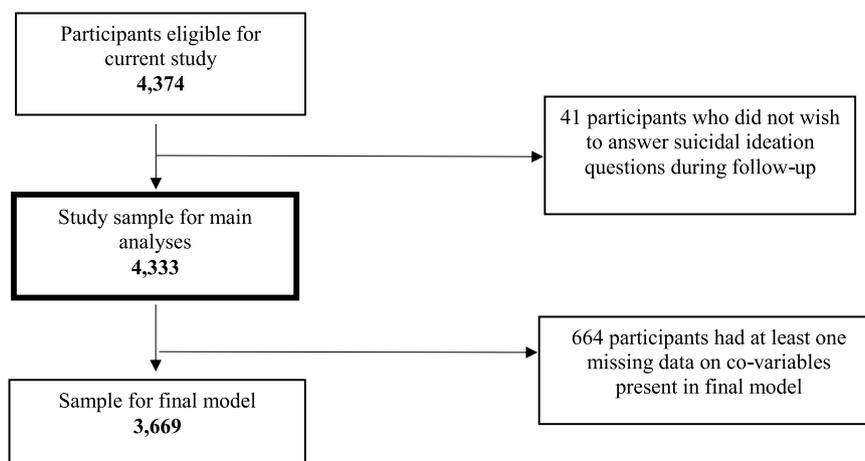 Participants eligible for
current study
4,374
41 participants who did not wish
to answer suicidal ideation
questions during follow-up
Study sample for main
analyses
4,333
664 participants had at least one
missing data on co-variables
present in final model
Sample for final model
3,669